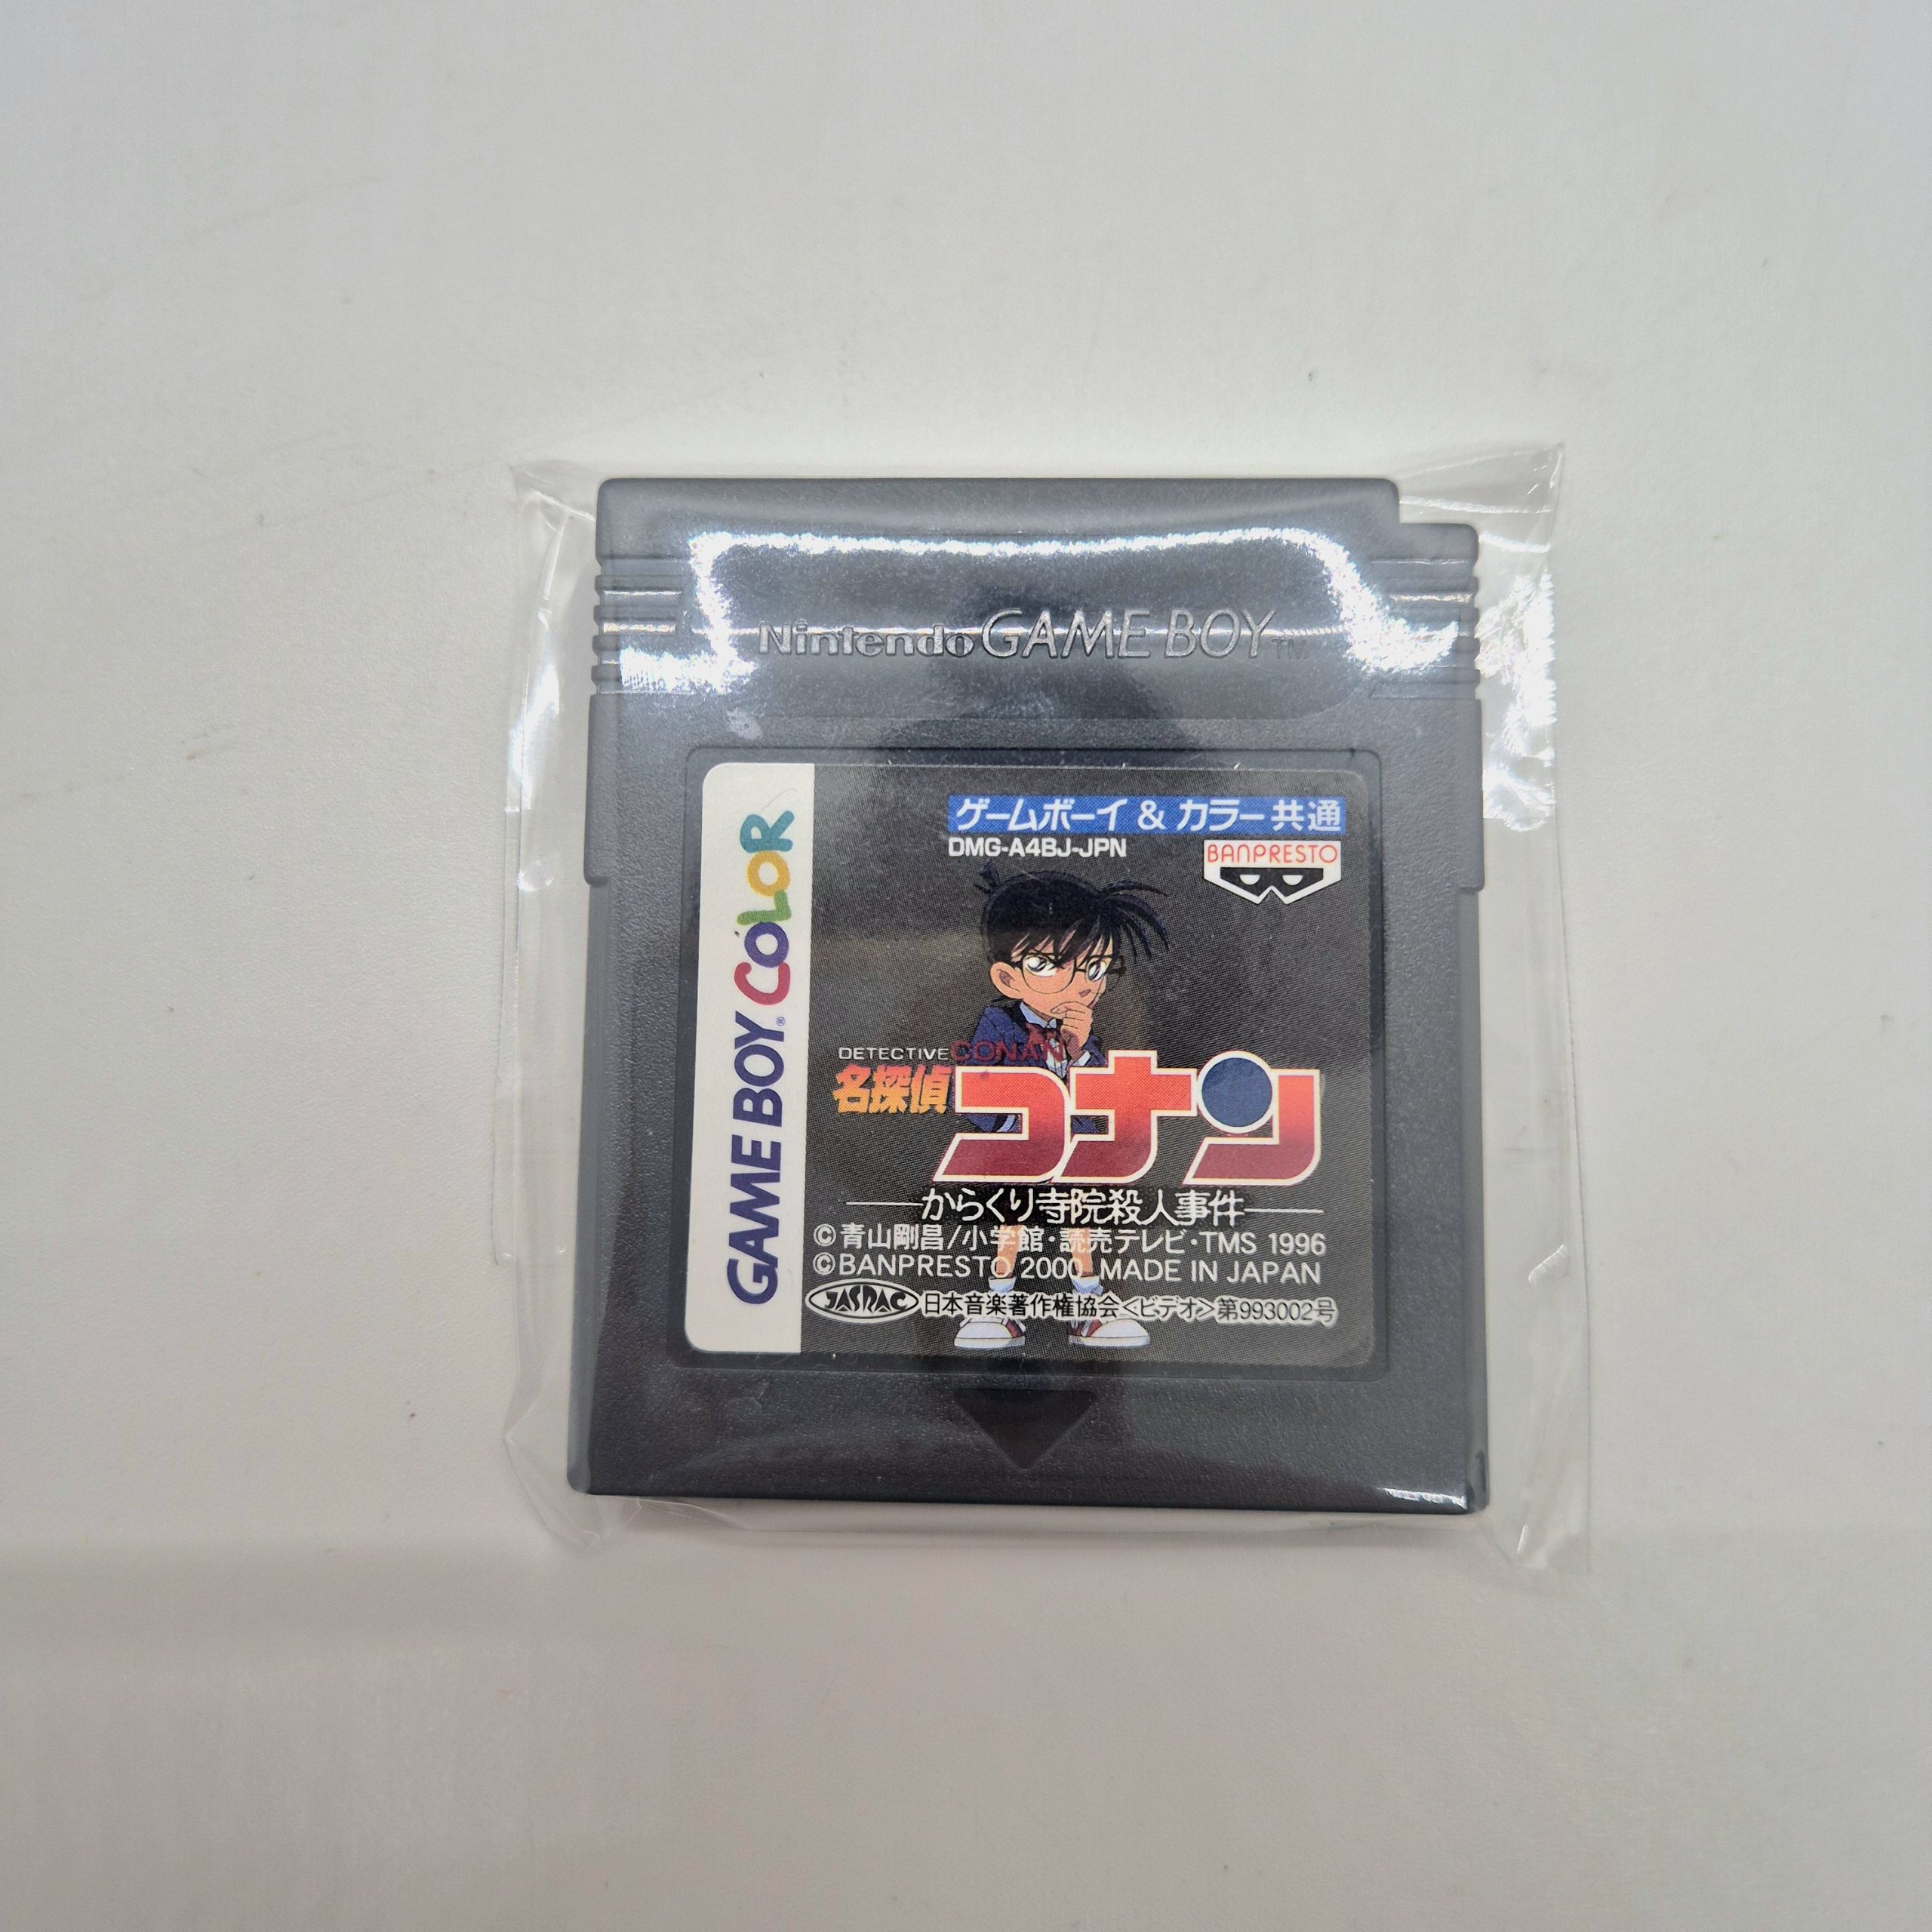 Nintendo GAME BOY™
GAME BOY® COLOR
ゲームボーイ & カラー共通
DMG-A4BJ-JPN
BANPRESTO
DETECTIVE CONAN
名探偵コナン
からくり寺院殺人事件
©青山剛昌/小学館・読売テレビ・TMS 1996
©BANPRESTO 2000 MADE IN JAPAN
JASRAC 日本音楽著作権協会<ビデオ>第993002号